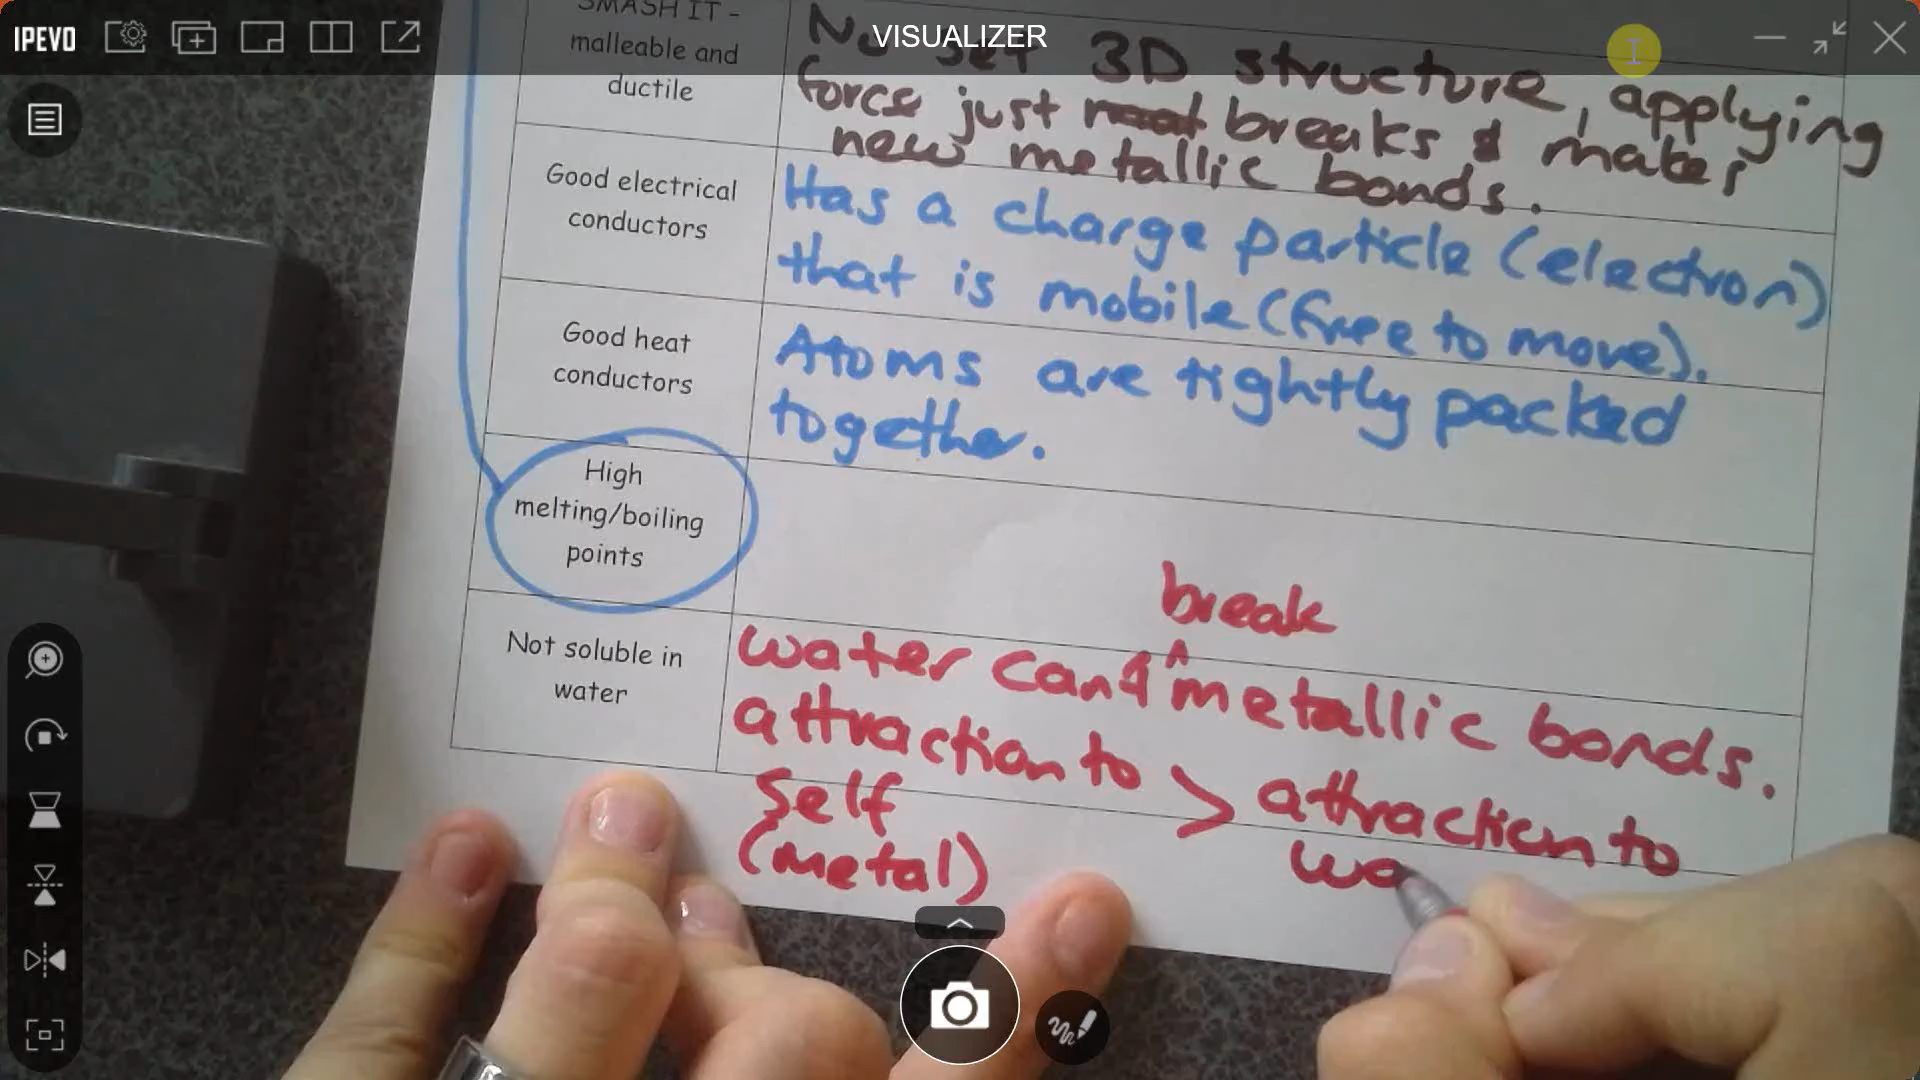 IPEVO
VISUALIZER
SMASH IT -
malleable and
ductile
No set 3D structure, applying
force just breaks & makes
new metallic bonds.
Good electrical
conductors
Has a charge particle (electron)
that is mobile (free to move).
Good heat
conductors
Atoms are tightly packed
together.
High
melting/boiling
points
Not soluble in
water
break
water can't ^ metallic bonds.
attraction to > attraction to
self
(metal)
wa